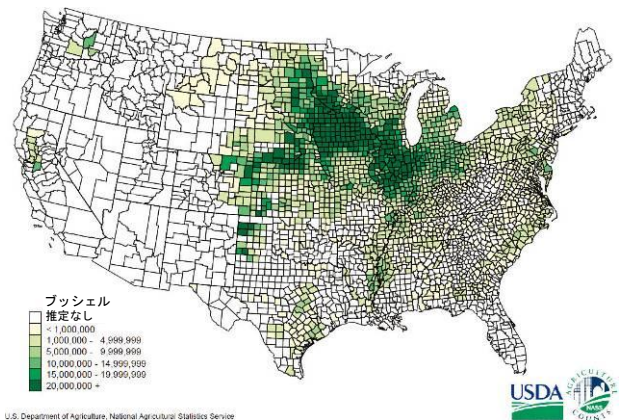 ブッシェル
推定なし
< 1,000,000
1,000,000 - 4,999,999
5,000,000 - 9,999,999
10,000,000 - 14,999,999
15,000,000 - 19,999,999
20,000,000 +
U.S. Department of Agriculture, National Agricultural Statistics Service
USDA
AGRICULTURE
NASS
COUNTS